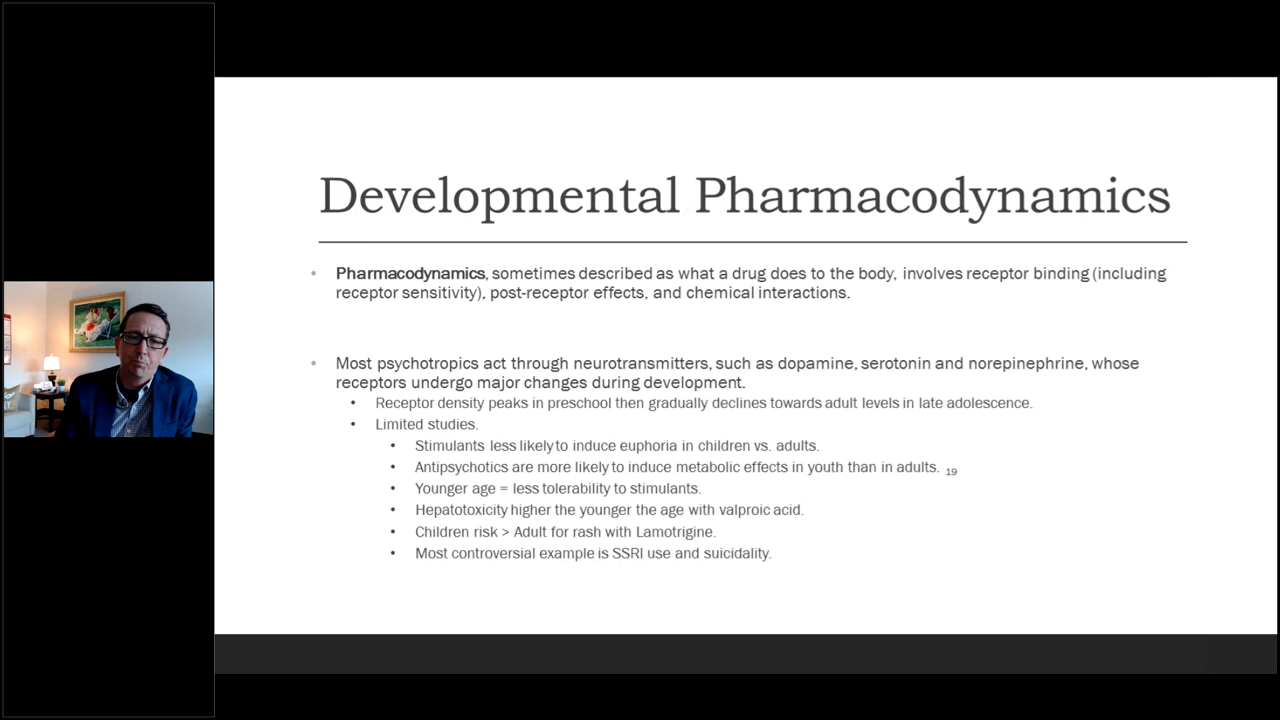 Developmental Pharmacodynamics
• Pharmacodynamics, sometimes described as what a drug does to the body, involves receptor binding (including
receptor sensitivity), post-receptor effects, and chemical interactions.
• Most psychotropics act through neurotransmitters, such as dopamine, serotonin and norepinephrine, whose
receptors undergo major changes during development.
• Receptor density peaks in preschool then gradually declines towards adult levels in late adolescence.
• Limited studies.
• Stimulants less likely to induce euphoria in children vs. adults.
• Antipsychotics are more likely to induce metabolic effects in youth than in adults. 19
• Younger age = less tolerability to stimulants.
• Hepatotoxicity higher the younger the age with valproic acid.
• Children risk > Adult for rash with Lamotrigine.
• Most controversial example is SSRI use and suicidality.